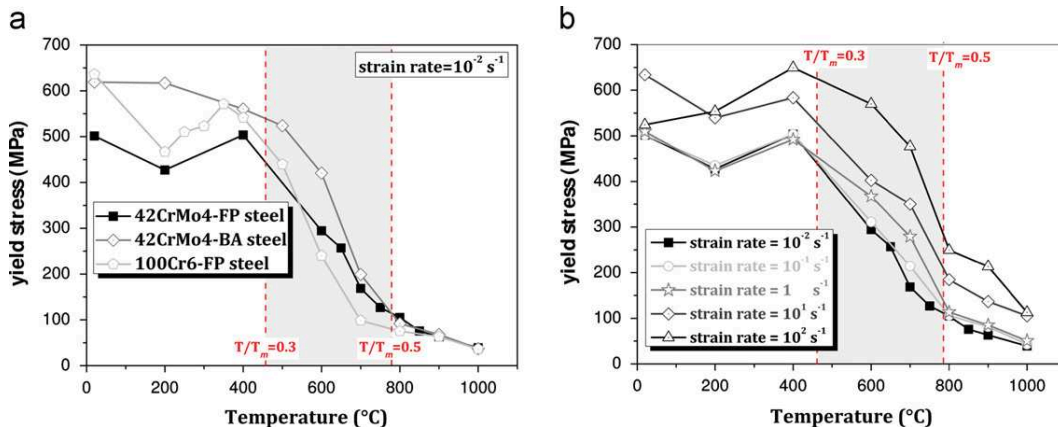 a
700
600
500
400
300
200
100
0
yield stress (MPa)
strain rate=10⁻² s⁻¹
42CrMo4-FP steel
42CrMo4-BA steel
100Cr6-FP steel
T/Tₘ=0.3
T/Tₘ=0.5
0 200 400 600 800 1000
Temperature (°C)
b
700
600
500
400
300
200
100
0
yield stress (MPa)
T/Tₘ=0.3
T/Tₘ=0.5
strain rate = 10⁻² s⁻¹
strain rate = 10⁻¹ s⁻¹
strain rate = 1 s⁻¹
strain rate = 10¹ s⁻¹
strain rate = 10² s⁻¹
0 200 400 600 800 1000
Temperature (°C)